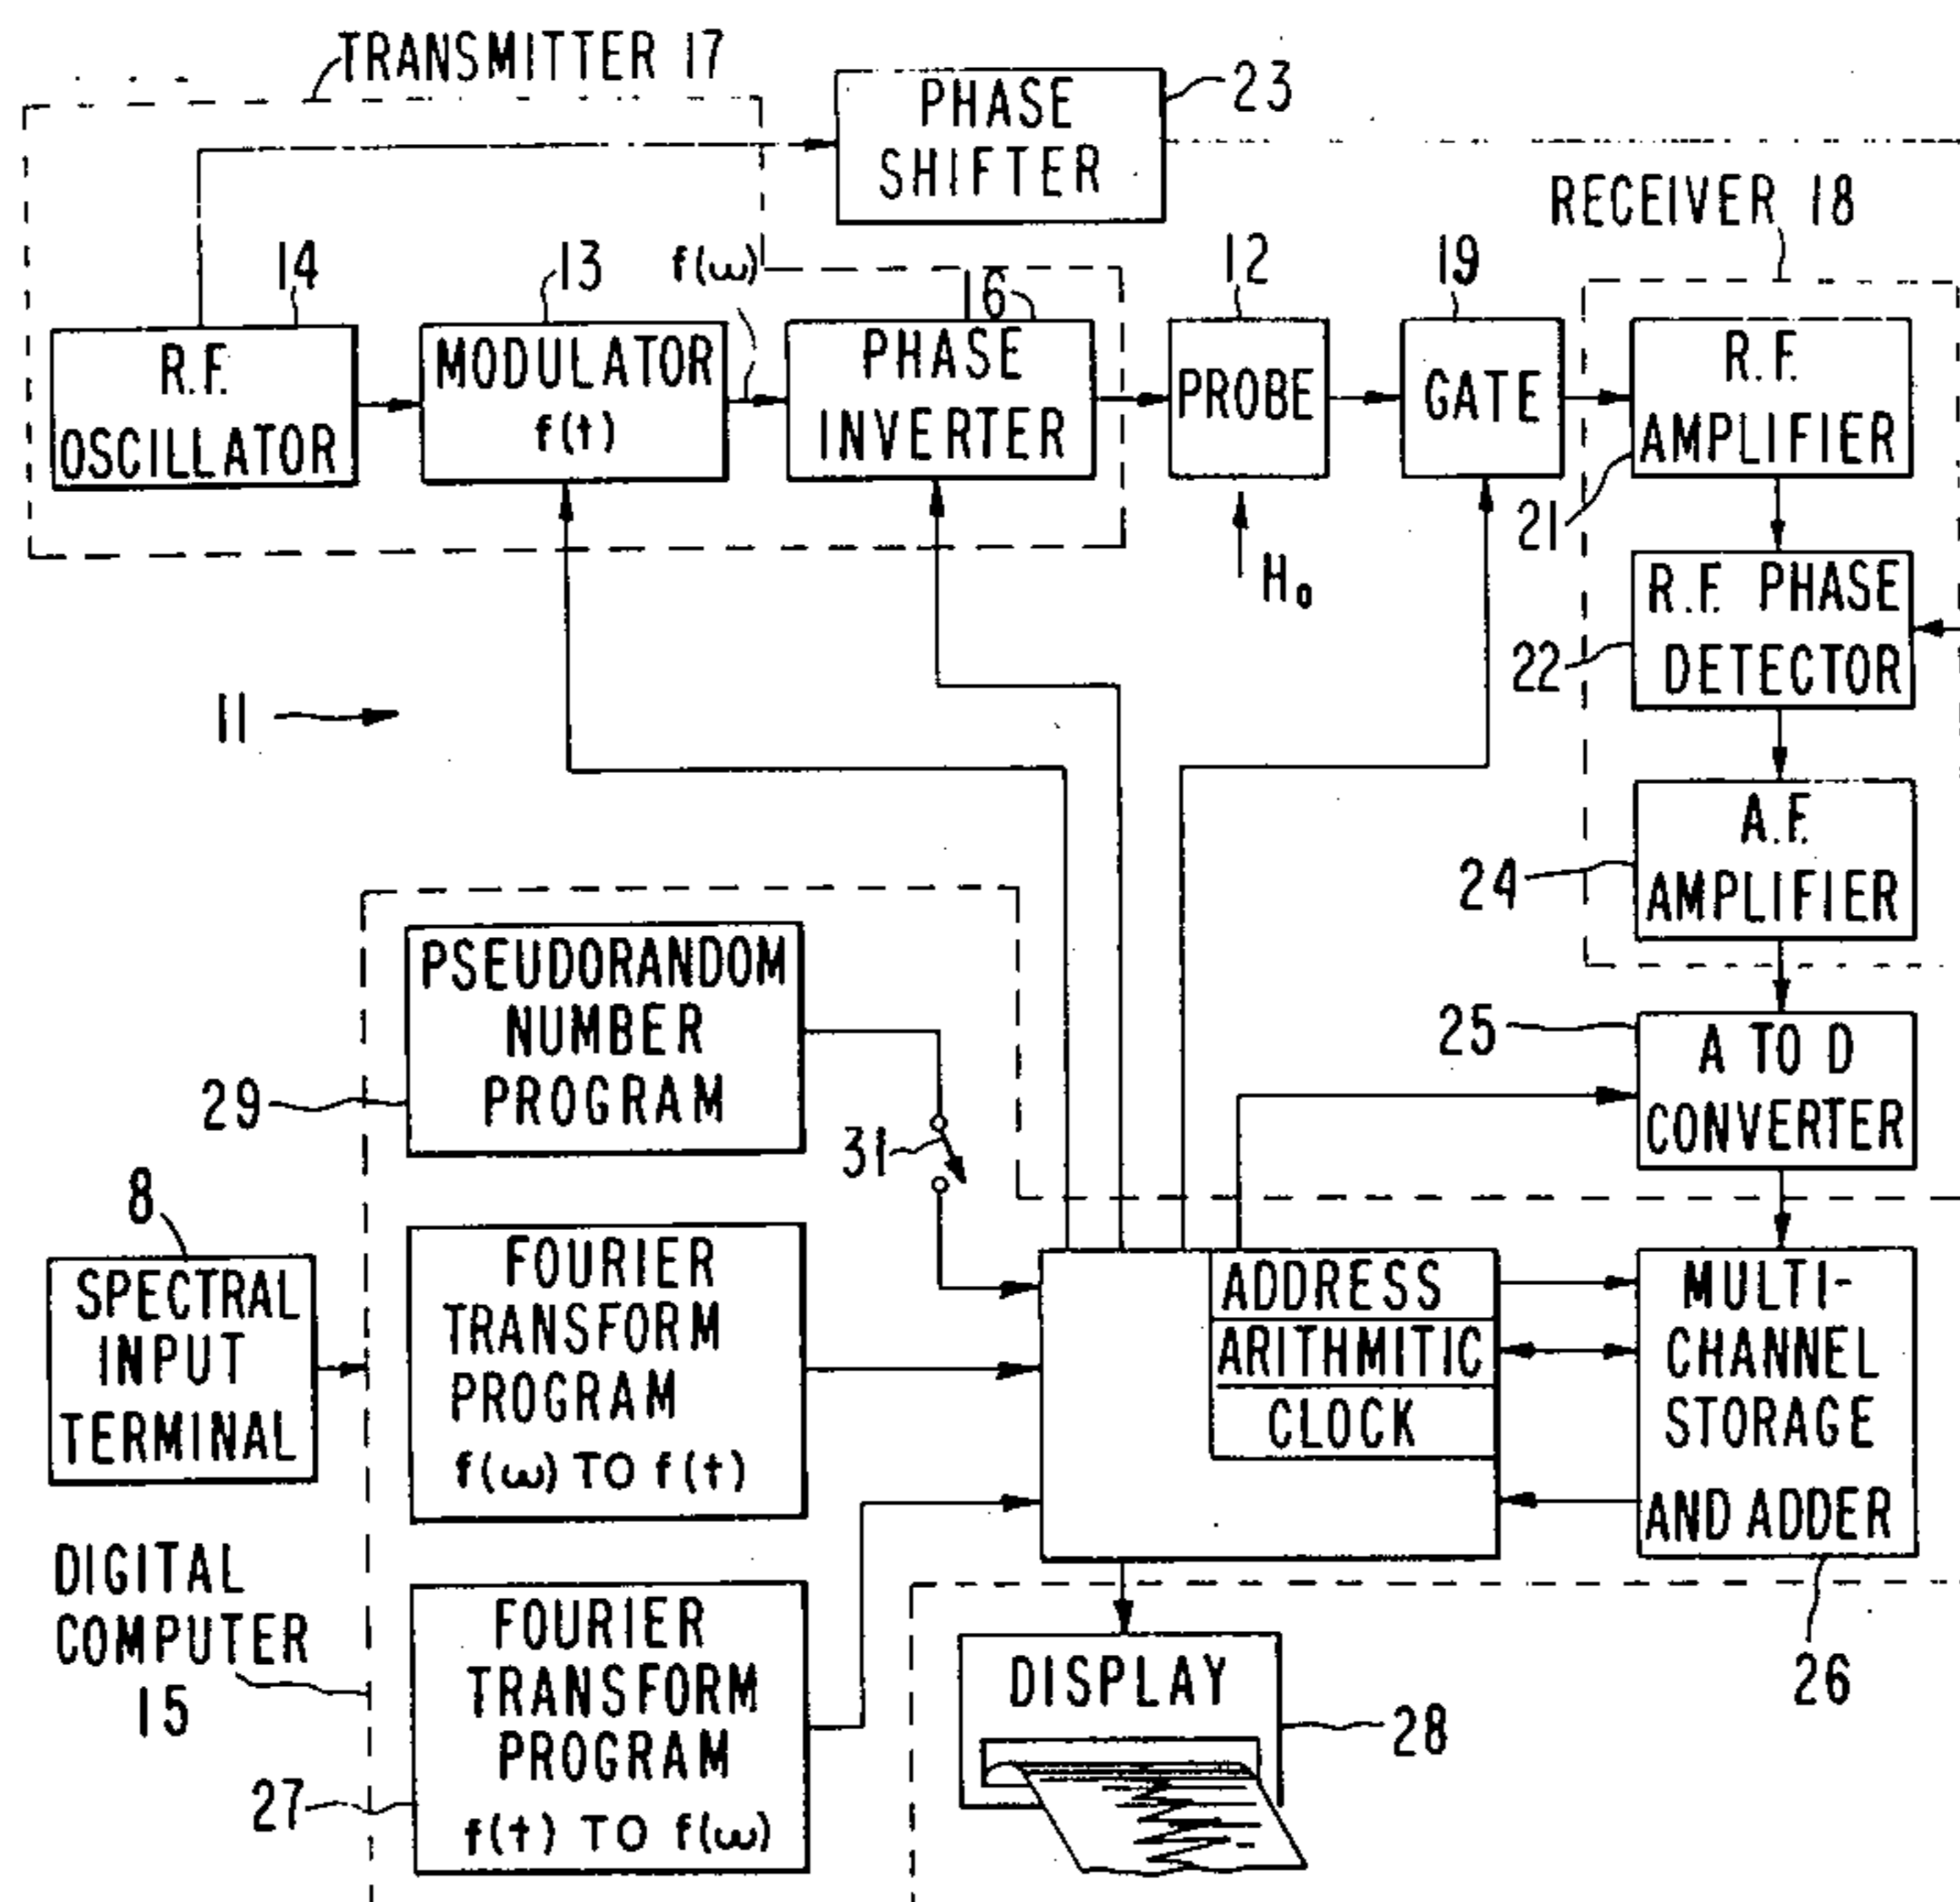 TRANSMITTER 17
PHASE
SHIFTER
23
RECEIVER 18
14
13
f(ω)
16
12
19
R.F.
OSCILLATOR
MODULATOR
f(t)
PHASE
INVERTER
PROBE
GATE
R.F.
AMPLIFIER
21
H₀
R.F. PHASE
DETECTOR
22
11
A.F.
AMPLIFIER
24
PSEUDORANDOM
NUMBER
PROGRAM
29
31
25
A TO D
CONVERTER
8
SPECTRAL
INPUT
TERMINAL
FOURIER
TRANSFORM
PROGRAM
f(ω) TO f(t)
ADDRESS
ARITHMITIC
CLOCK
MULTI-
CHANNEL
STORAGE
AND ADDER
26
DIGITAL
COMPUTER
15
FOURIER
TRANSFORM
PROGRAM
f(t) TO f(ω)
27
DISPLAY
28